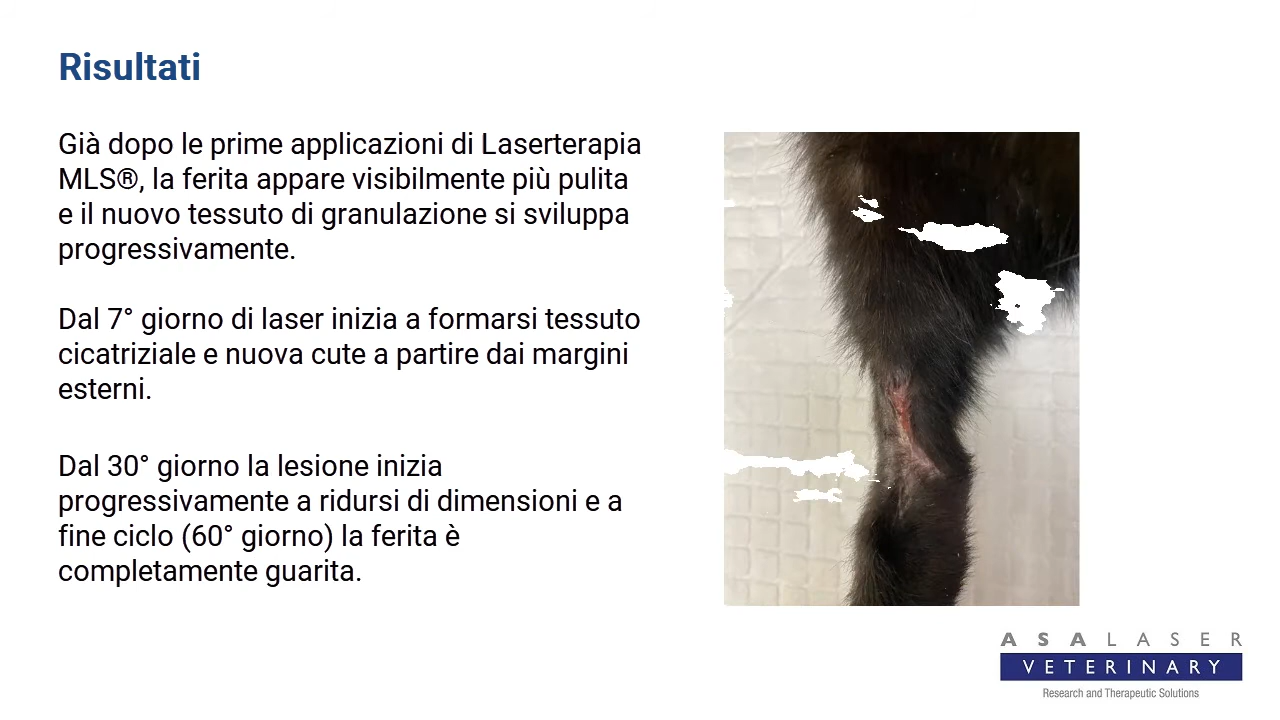 Risultati
Già dopo le prime applicazioni di Laserterapia
MLS®, la ferita appare visibilmente più pulita
e il nuovo tessuto di granulazione si sviluppa
progressivamente.
Dal 7° giorno di laser inizia a formarsi tessuto
cicatriziale e nuova cute a partire dai margini
esterni.
Dal 30° giorno la lesione inizia
progressivamente a ridursi di dimensioni e a
fine ciclo (60° giorno) la ferita è
completamente guarita.
ASALASER
VETERINARY
Research and Therapeutic Solutions